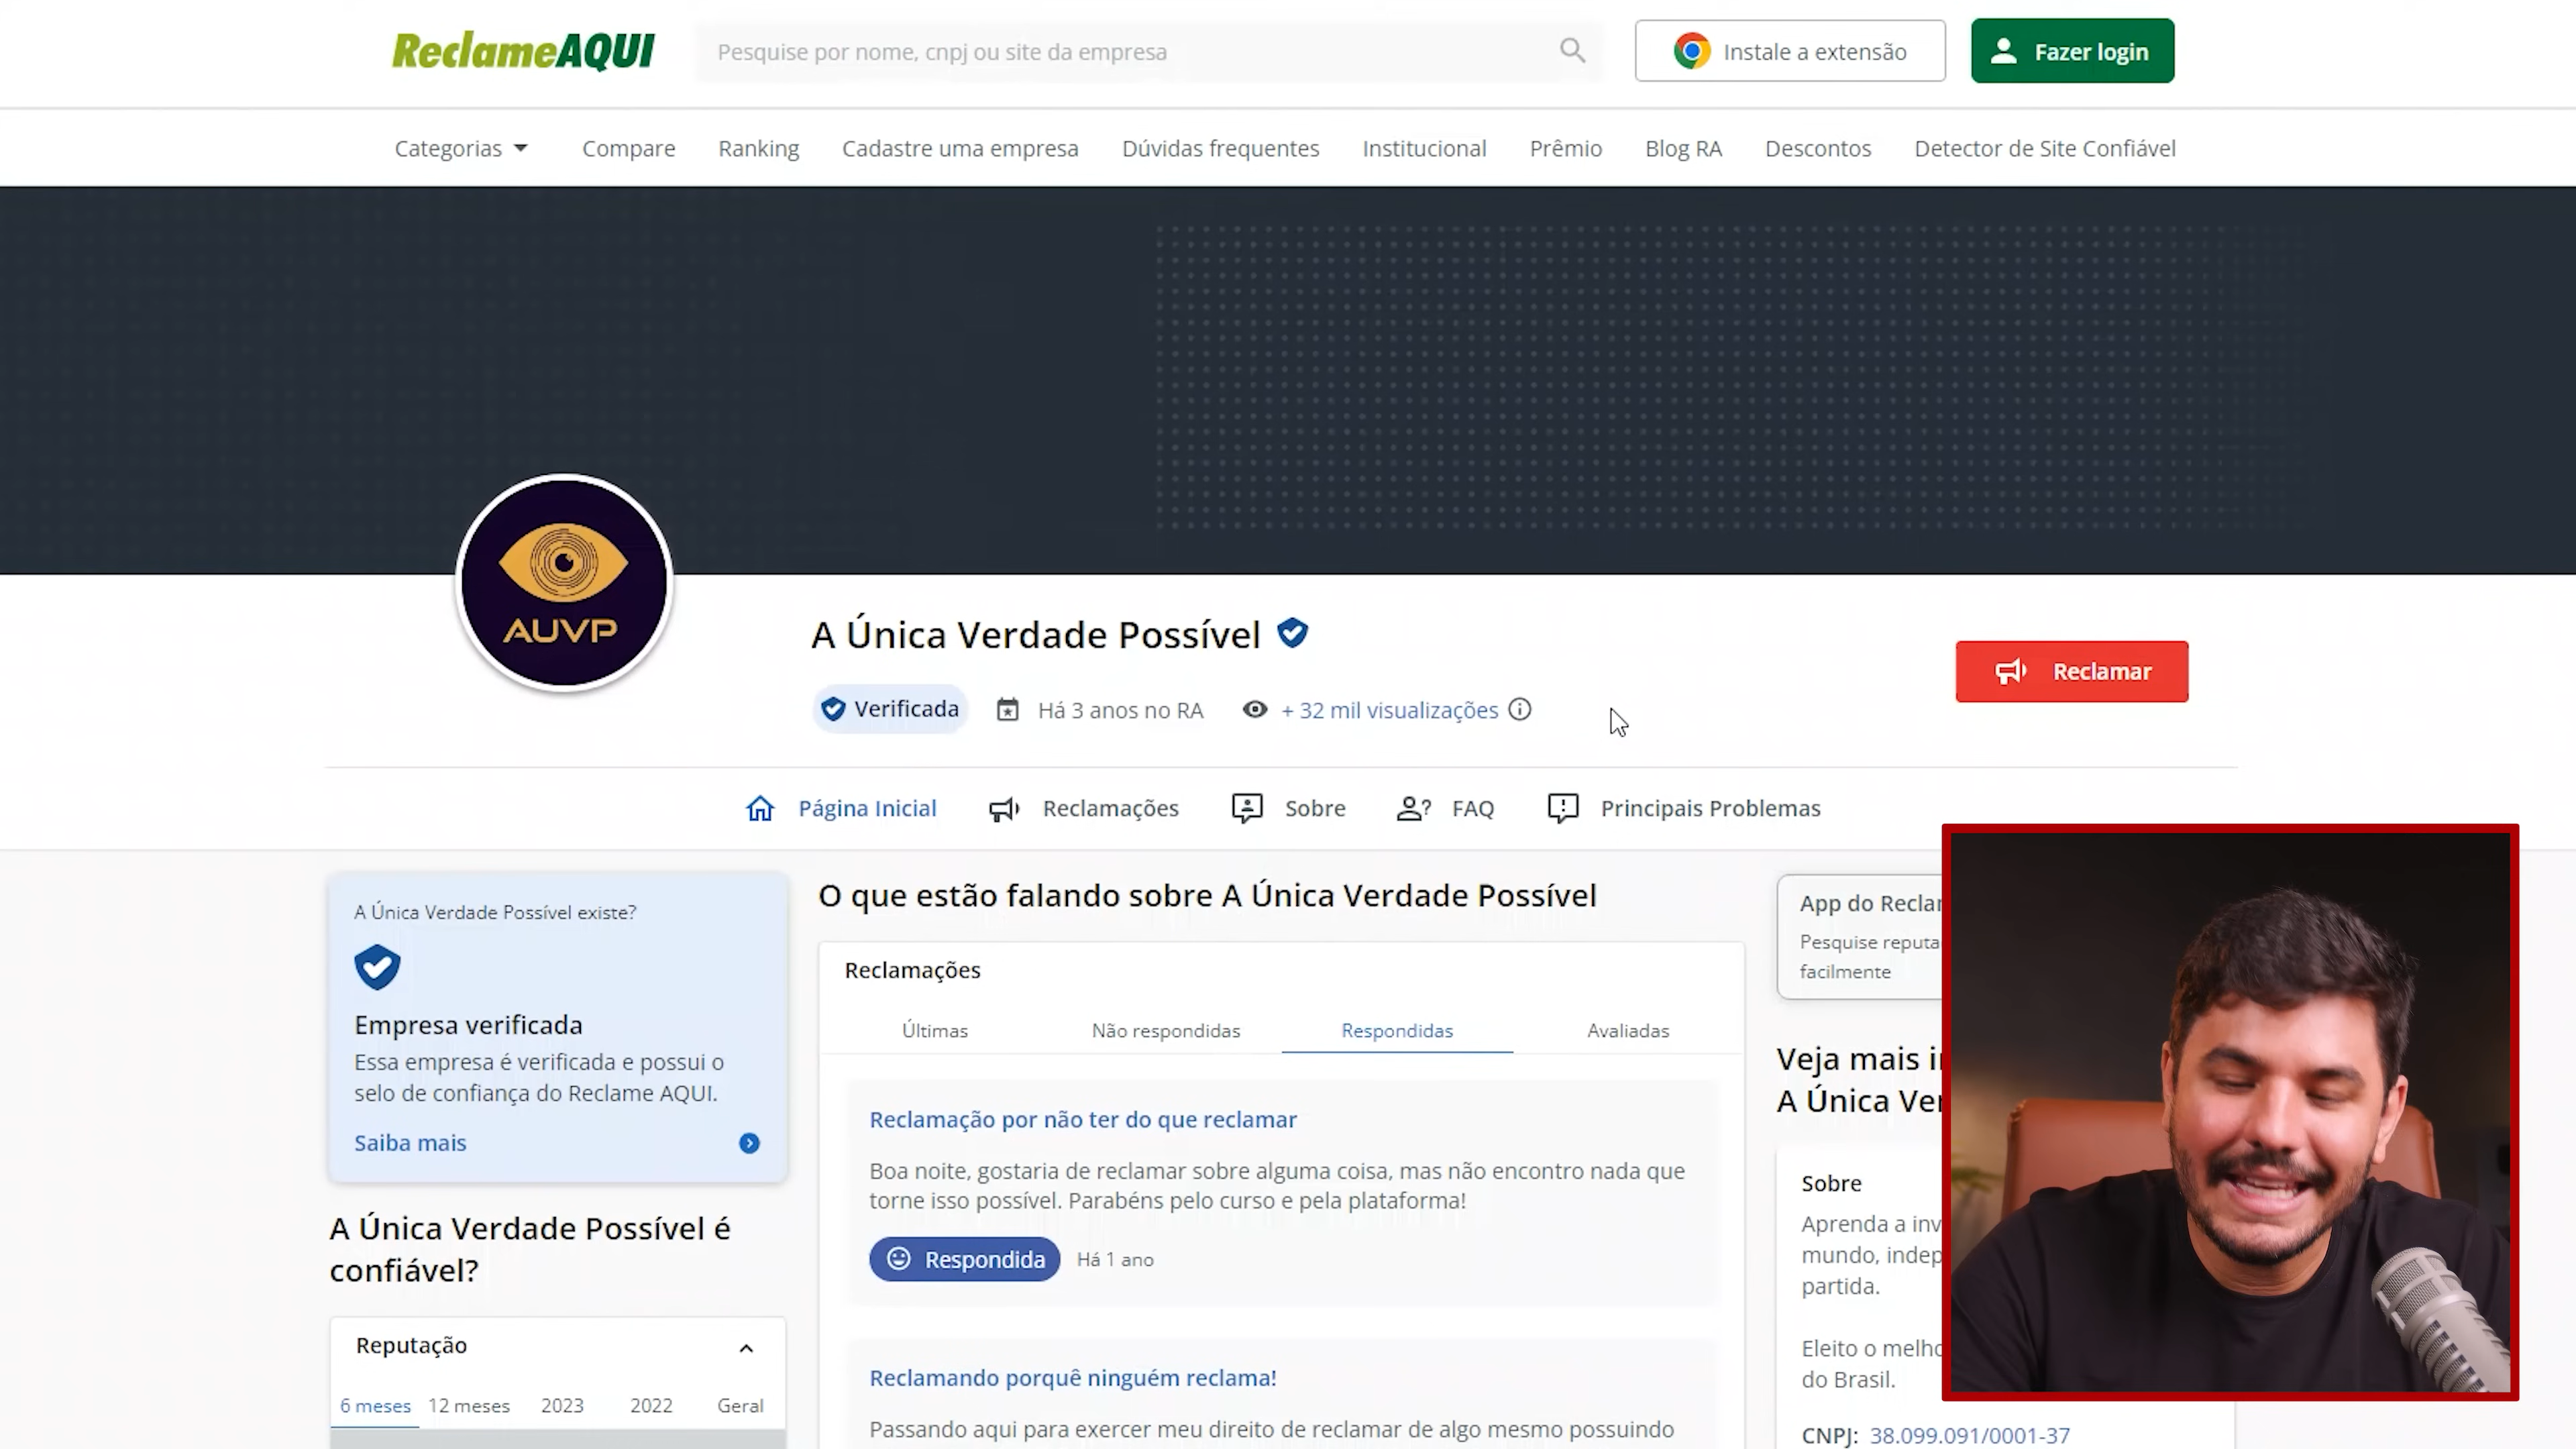 ReclameAQUI
Pesquise por nome, cnpj ou site da empresa
Instale a extensão
Fazer login
Categorias
Compare
Ranking
Cadastre uma empresa
Dúvidas frequentes
Institucional
Prêmio
Blog RA
Descontos
Detector de Site Confiável
AUVP
A Única Verdade Possível
Verificada
Há 3 anos no RA
+ 32 mil visualizações
Reclamar
Página Inicial
Reclamações
Sobre
FAQ
Principais Problemas
A Única Verdade Possível existe?
Empresa verificada
Essa empresa é verificada e possui o
selo de confiança do Reclame AQUI.
Saiba mais
A Única Verdade Possível é
confiável?
Reputação
6 meses
12 meses
2023
2022
Geral
O que estão falando sobre A Única Verdade Possível
Reclamações
Últimas
Não respondidas
Respondidas
Avaliadas
Reclamação por não ter do que reclamar
Boa noite, gostaria de reclamar sobre alguma coisa, mas não encontro nada que
torne isso possível. Parabéns pelo curso e pela plataforma!
Respondida
Há 1 ano
Reclamando porquê ninguém reclama!
Passando aqui para exercer meu direito de reclamar de algo mesmo possuindo
App do
Pesquise
facilmente
Veja mais
A Única
Sobre
Aprenda a
mundo,
partida.
Eleito o
do Brasil.
CNPJ: 38.099.091/0001-37